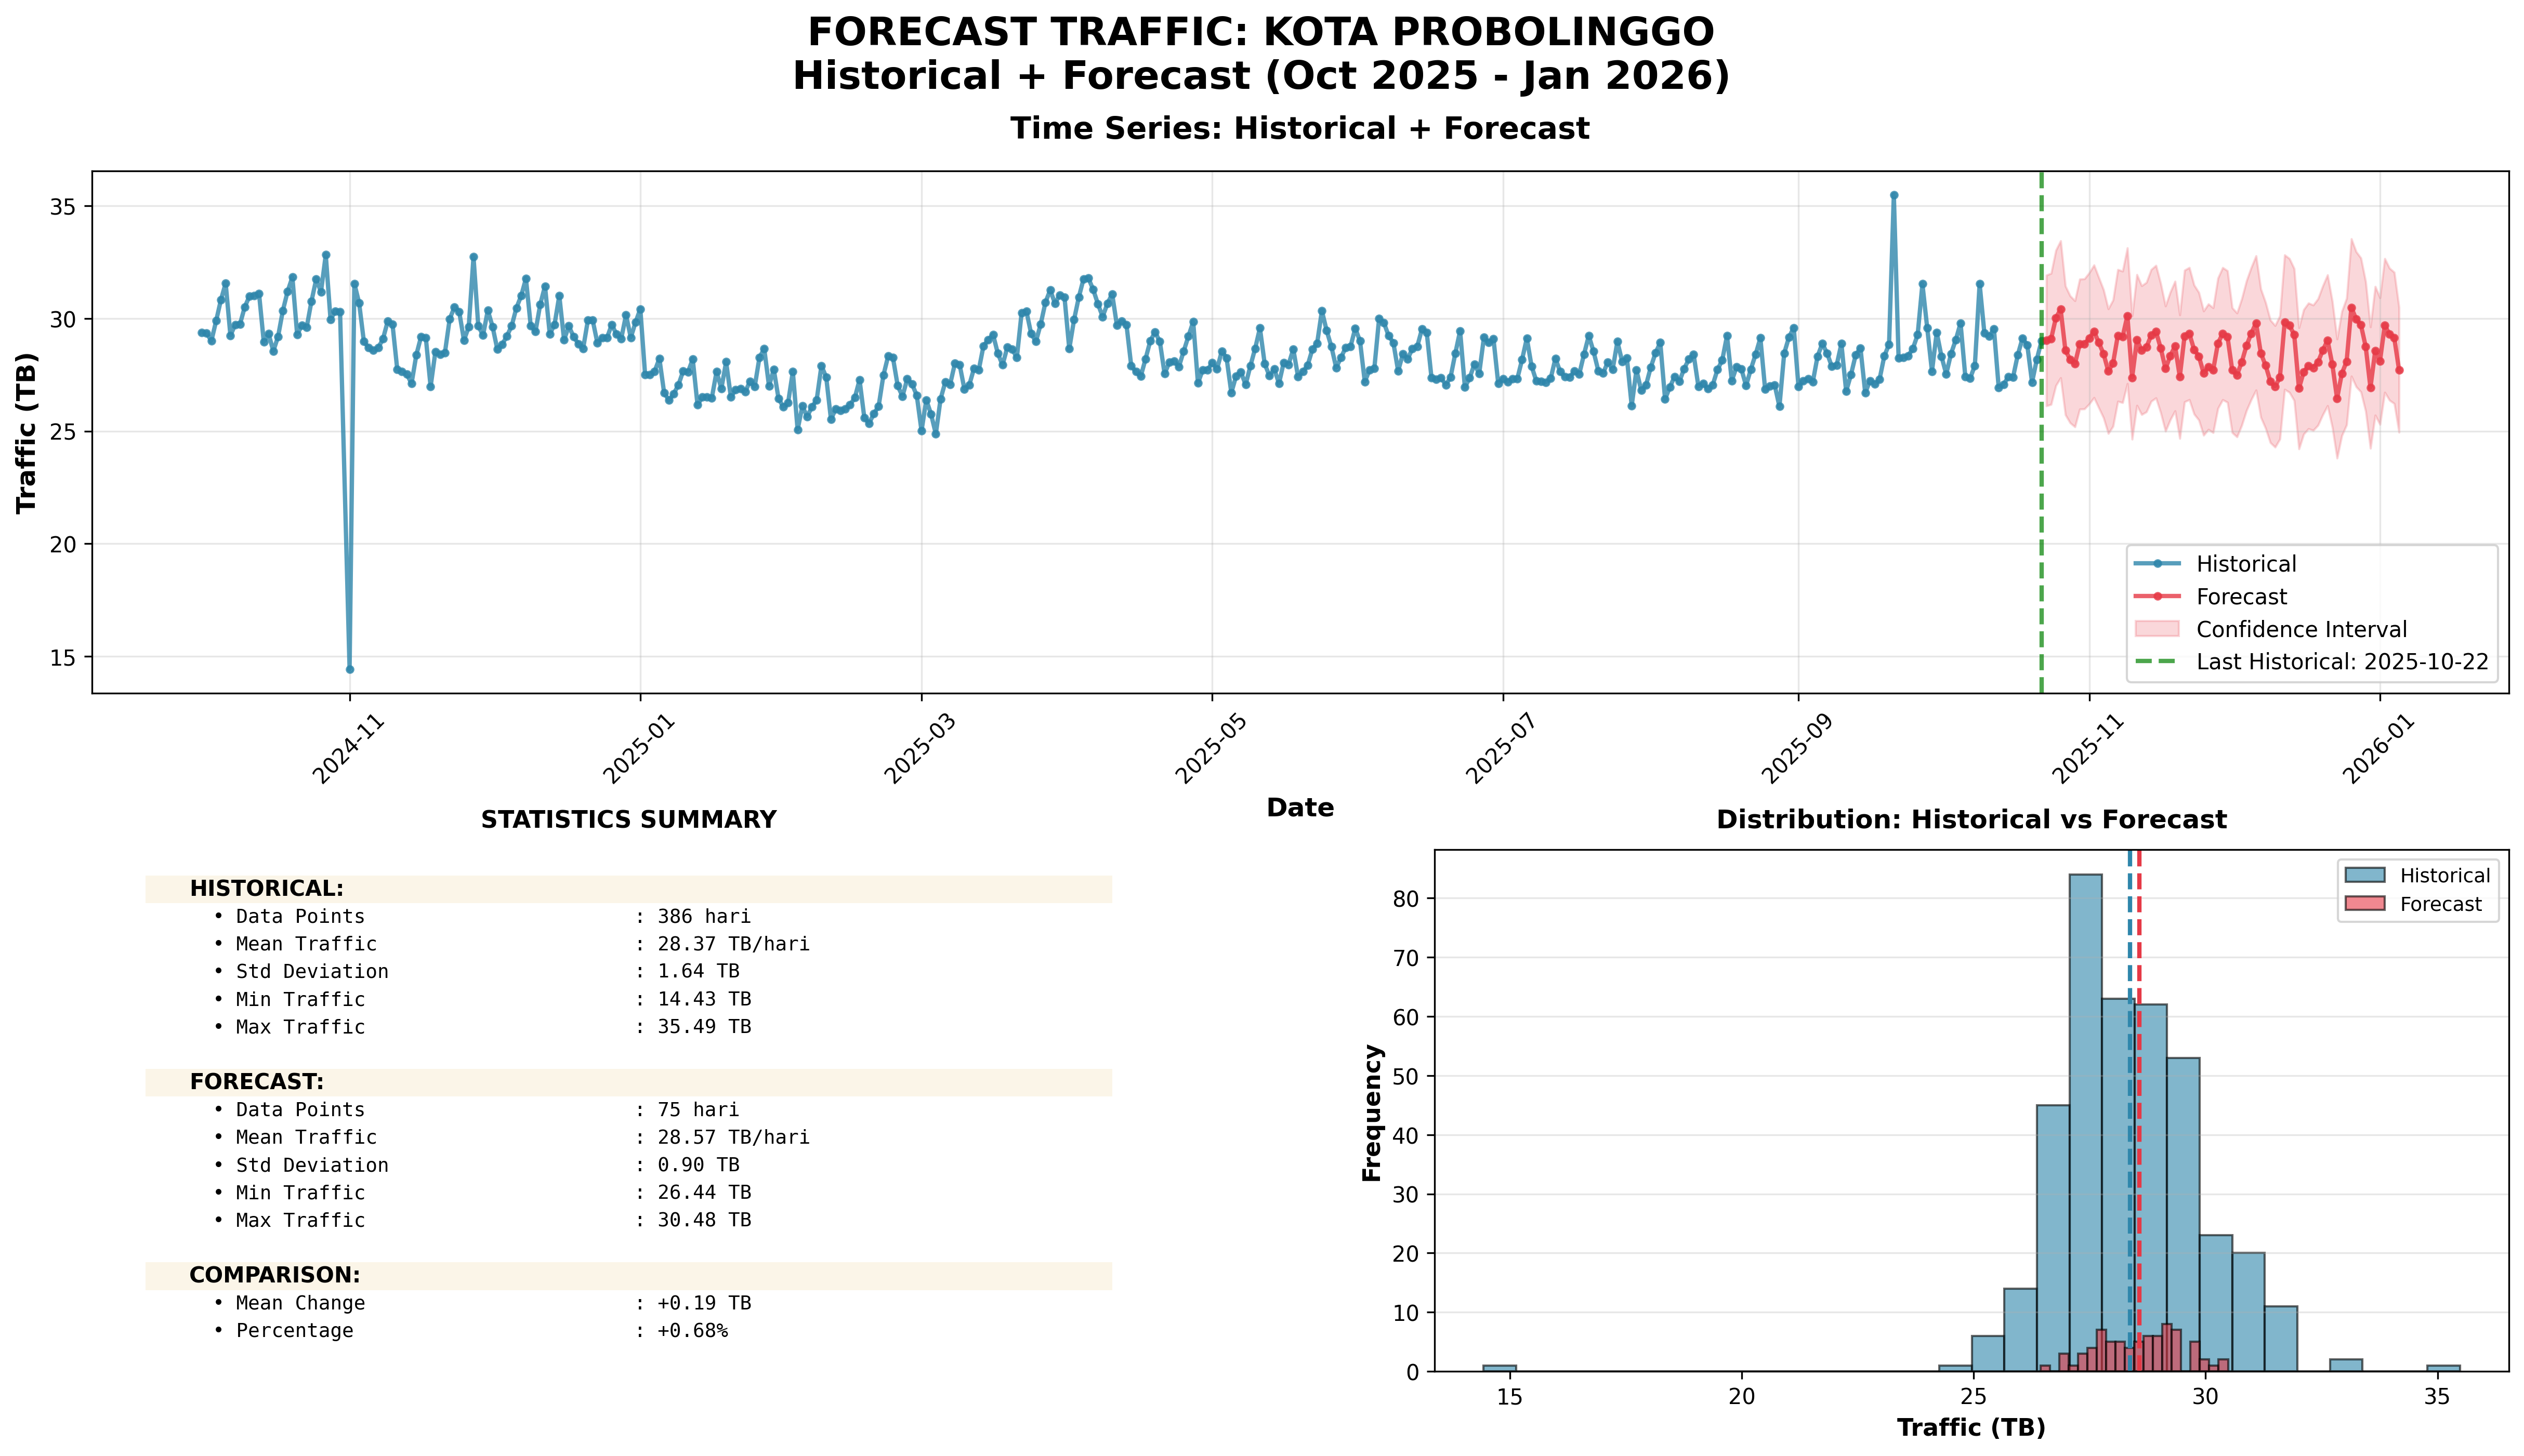 FORECAST TRAFFIC: KOTA PROBOLINGGO
Historical + Forecast (Oct 2025 - Jan 2026)
Time Series: Historical + Forecast
Traffic (TB)
35
30
25
20
15
Historical
Forecast
Confidence Interval
Last Historical: 2025-10-22
2024-11
2025-01
2025-03
2025-05
2025-07
2025-09
2025-11
2026-01
Date
STATISTICS SUMMARY
HISTORICAL:
• Data Points : 386 hari
• Mean Traffic : 28.37 TB/hari
• Std Deviation : 1.64 TB
• Min Traffic : 14.43 TB
• Max Traffic : 35.49 TB
FORECAST:
• Data Points : 75 hari
• Mean Traffic : 28.57 TB/hari
• Std Deviation : 0.90 TB
• Min Traffic : 26.44 TB
• Max Traffic : 30.48 TB
COMPARISON:
• Mean Change : +0.19 TB
• Percentage : +0.68%
Distribution: Historical vs Forecast
Historical
Forecast
Frequency
80
70
60
50
40
30
20
10
0
15
20
25
30
35
Traffic (TB)